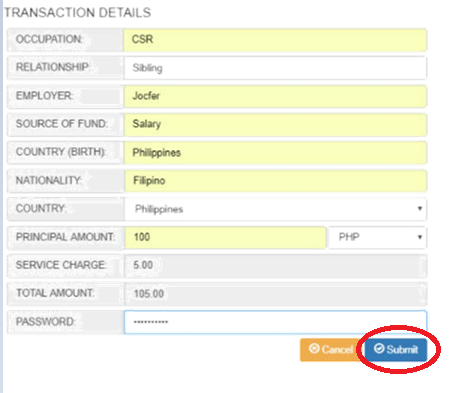 TRANSACTION DETAILS
OCCUPATION: CSR
RELATIONSHIP: Sibling
EMPLOYER: Jocfer
SOURCE OF FUND: Salary
COUNTRY (BIRTH): Philippines
NATIONALITY: Filipino
COUNTRY: Philippines
PRINCIPAL AMOUNT: 100 PHP
SERVICE CHARGE: 5.00
TOTAL AMOUNT: 105.00
PASSWORD: ••••••••••
Cancel Submit